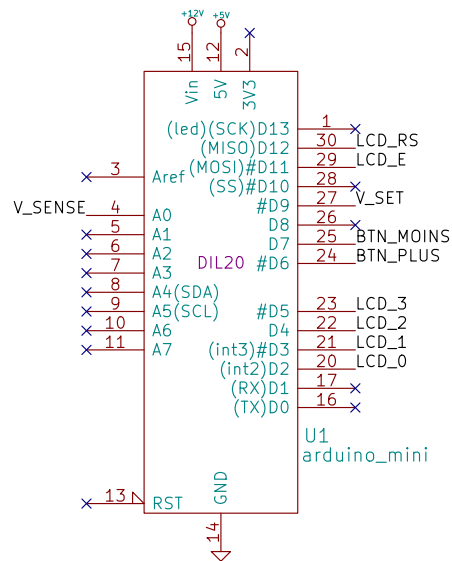 +12V
+5V
15
12
2
Vin
5V
3V3
(led)(SCK)D13
1
(MISO)D12
30
LCD_RS
(MOSI)#D11
29
LCD_E
3
Aref
(SS)#D10
28
V_SENSE
4
A0
#D9
27
V_SET
5
A1
D8
26
6
A2
D7
25
BTN_MOINS
7
A3
DIL20
#D6
24
BTN_PLUS
8
A4(SDA)
9
A5(SCL)
#D5
23
LCD_3
10
A6
D4
22
LCD_2
11
A7
(int3)#D3
21
LCD_1
(int2)D2
20
LCD_0
(RX)D1
17
(TX)D0
16
U1
arduino_mini
13
RST
GND
14